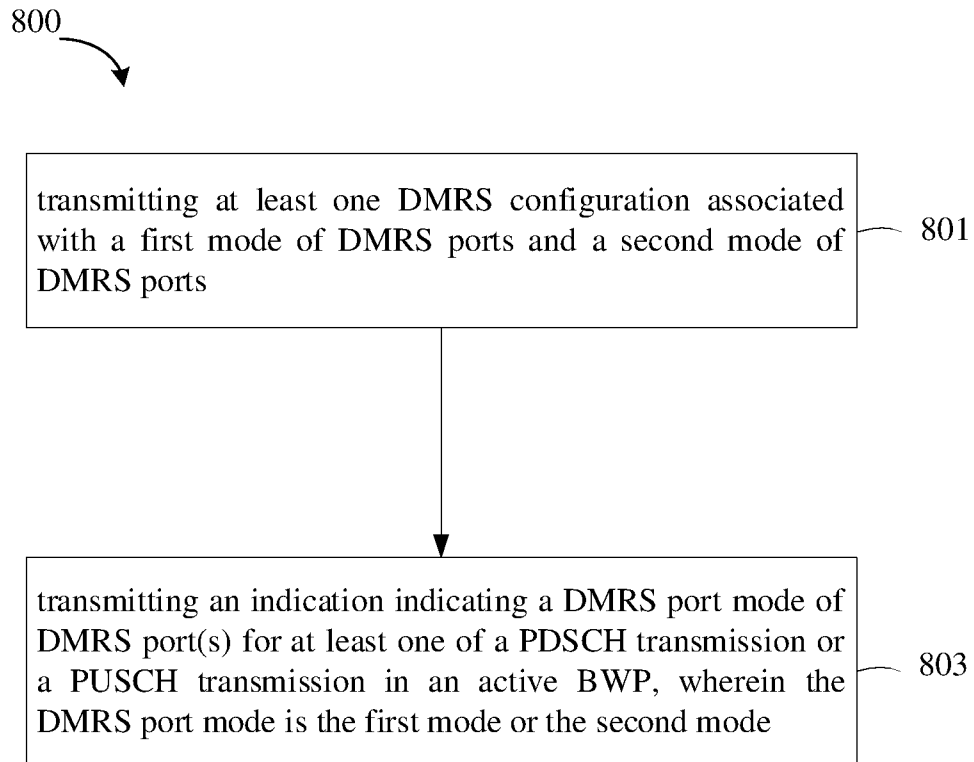 800
transmitting at least one DMRS configuration associated
with a first mode of DMRS ports and a second mode of
DMRS ports
801
transmitting an indication indicating a DMRS port mode of
DMRS port(s) for at least one of a PDSCH transmission or
a PUSCH transmission in an active BWP, wherein the
DMRS port mode is the first mode or the second mode
803